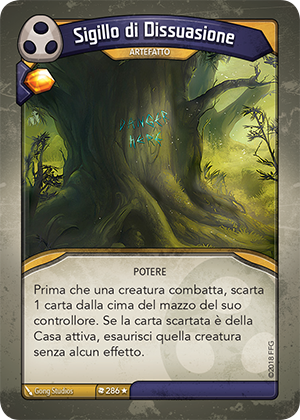 Sigillo di Dissuasione
ARTEFATTO
DANGER
HERE
POTERE
Prima che una creatura combatta, scarta
1 carta dalla cima del mazzo del suo
controllore. Se la carta scartata è della
Casa attiva, esaurisci quella creatura
senza alcun effetto.
Gong Studios
286
©2018 FFG